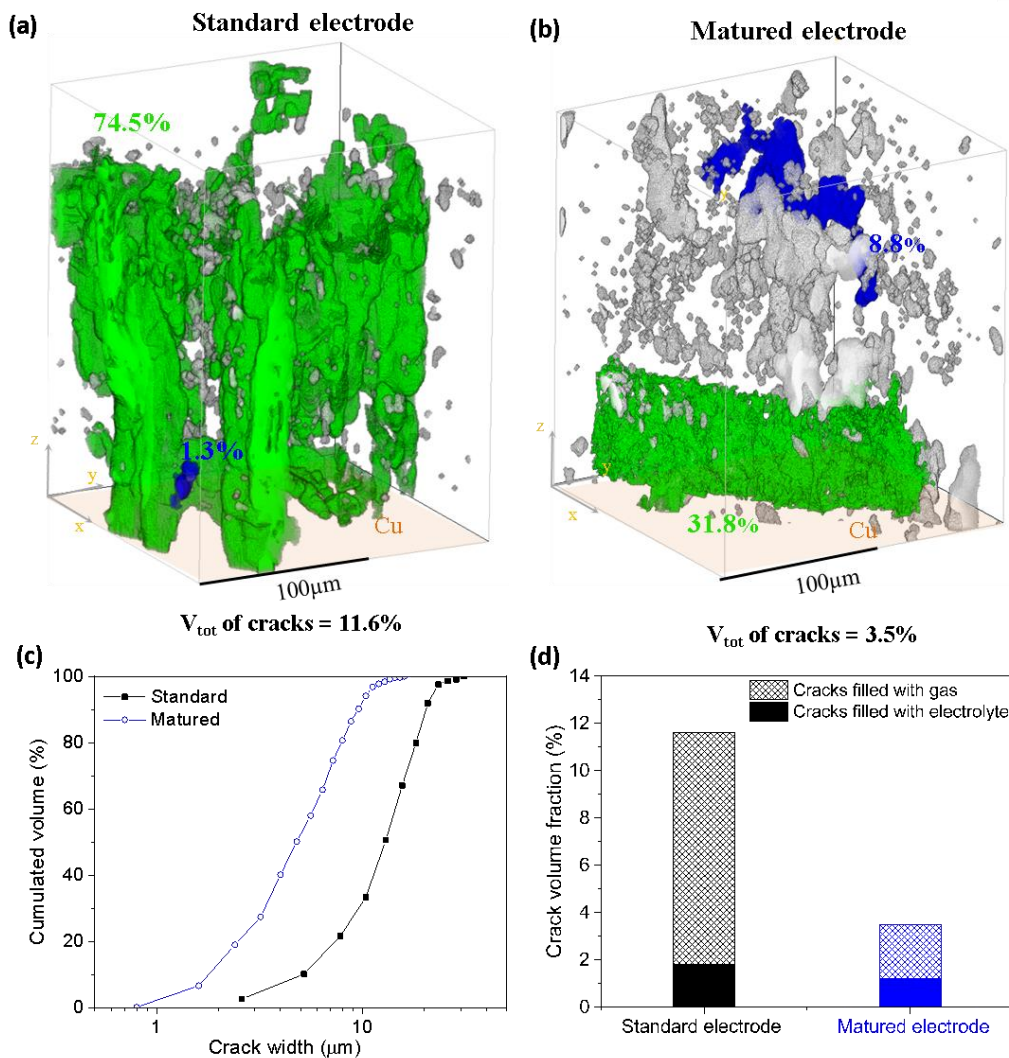 (a)
Standard electrode
74.5%
1.3%
z
y
x
Cu
100μm
V_tot of cracks = 11.6%
(b)
Matured electrode
x
8.8%
z
y
x
31.8%
Cu
100μm
V_tot of cracks = 3.5%
(c)
Cumulated volume (%)
100
80
60
40
20
0
Standard
Matured
1
10
Crack width (μm)
(d)
Crack volume fraction (%)
14
12
10
8
6
4
2
0
Cracks filled with gas
Cracks filled with electrolyte
Standard electrode
Matured electrode